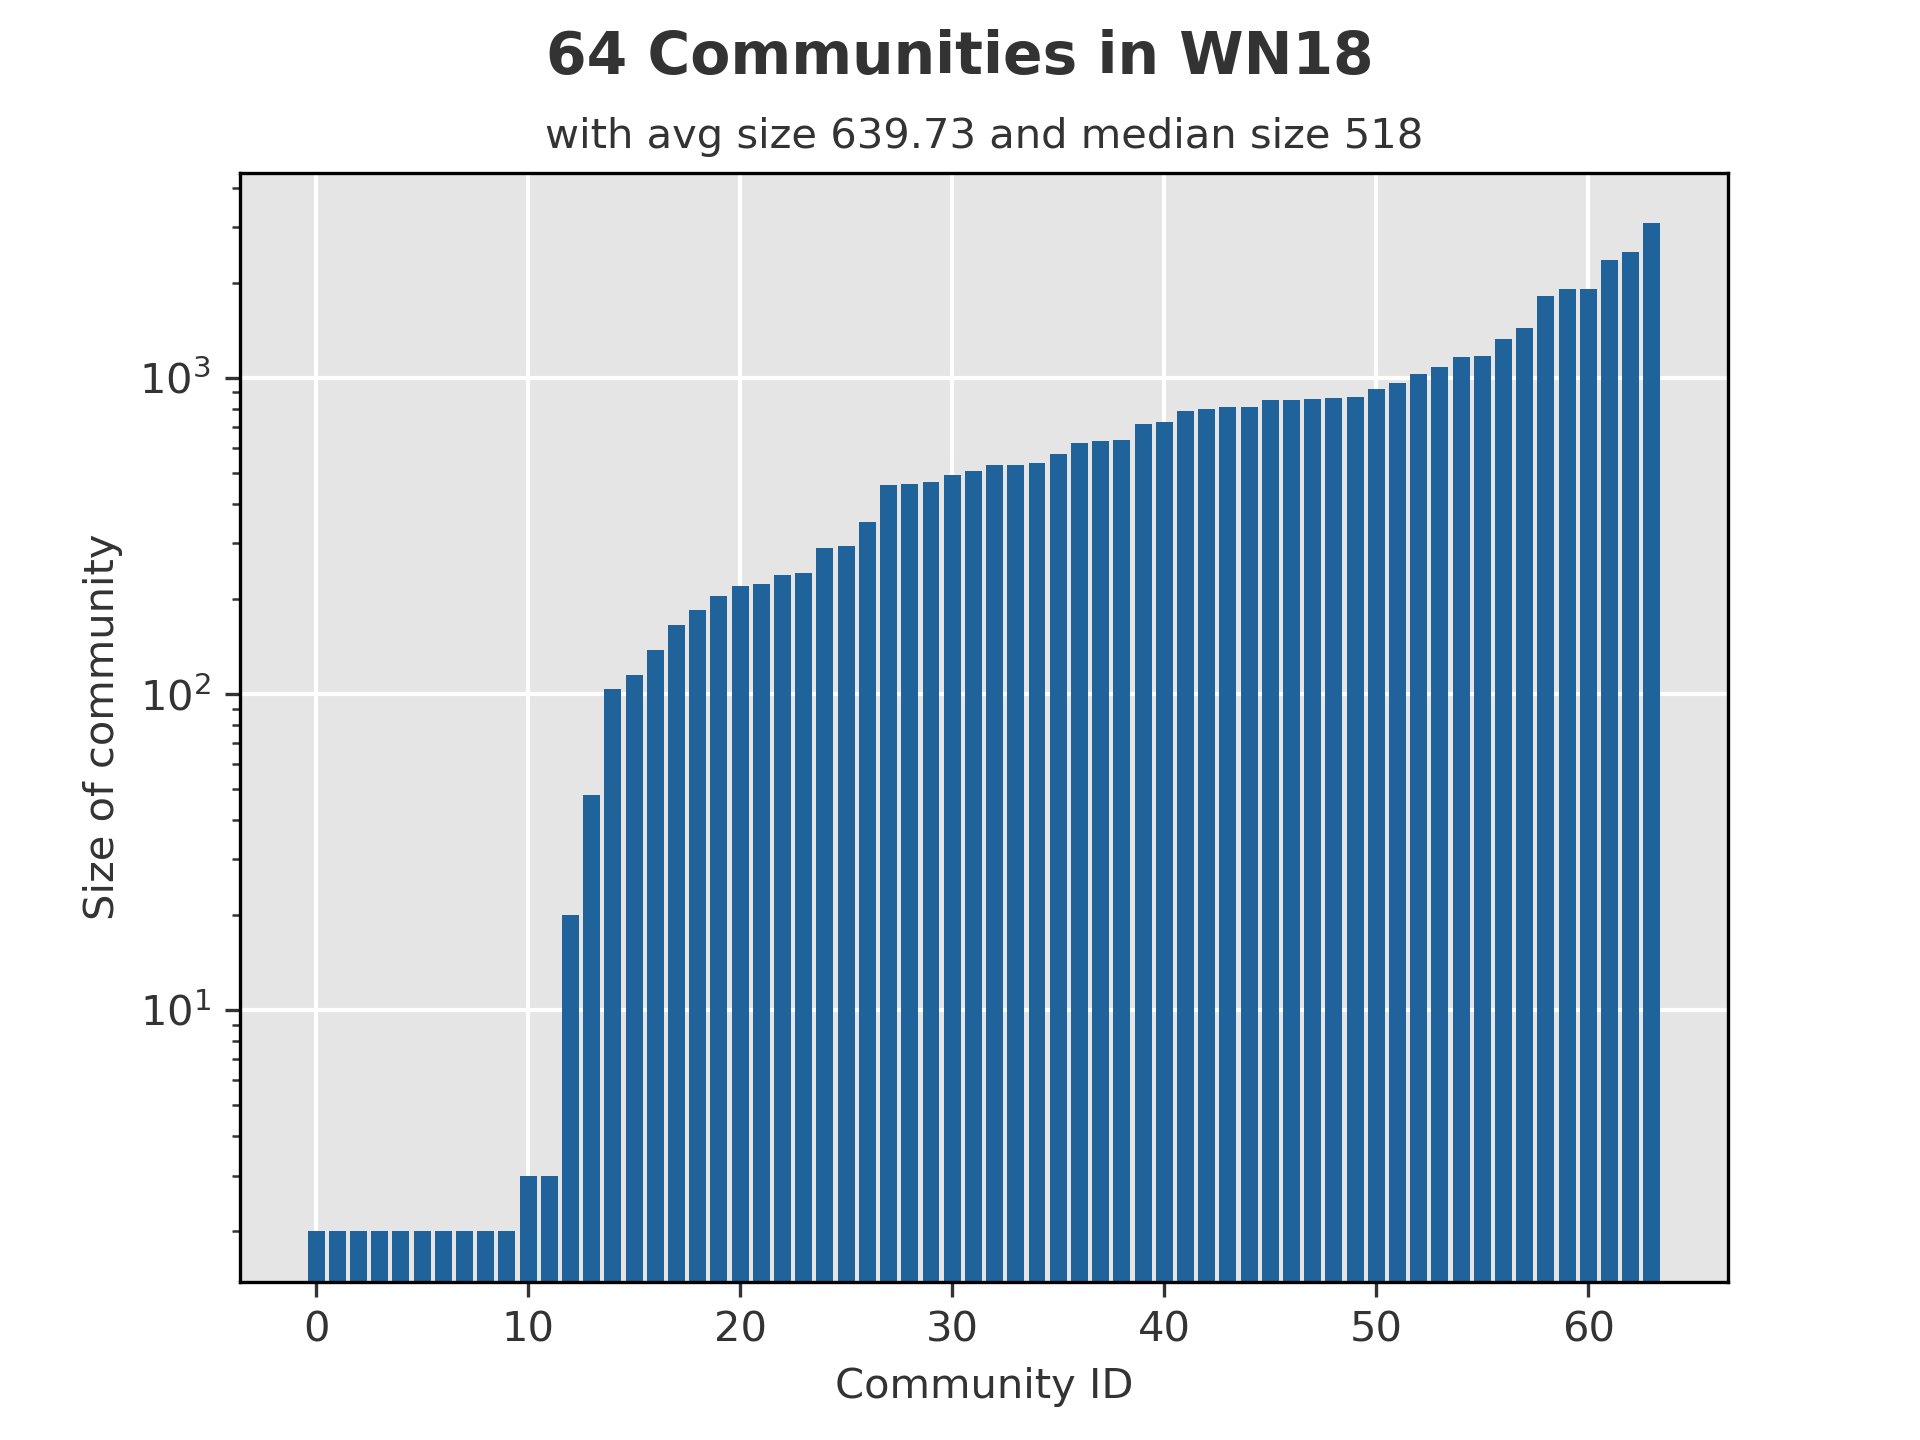 64 Communities in WN18
with avg size 639.73 and median size 518
Size of community
10³
10²
10¹
0 10 20 30 40 50 60
Community ID